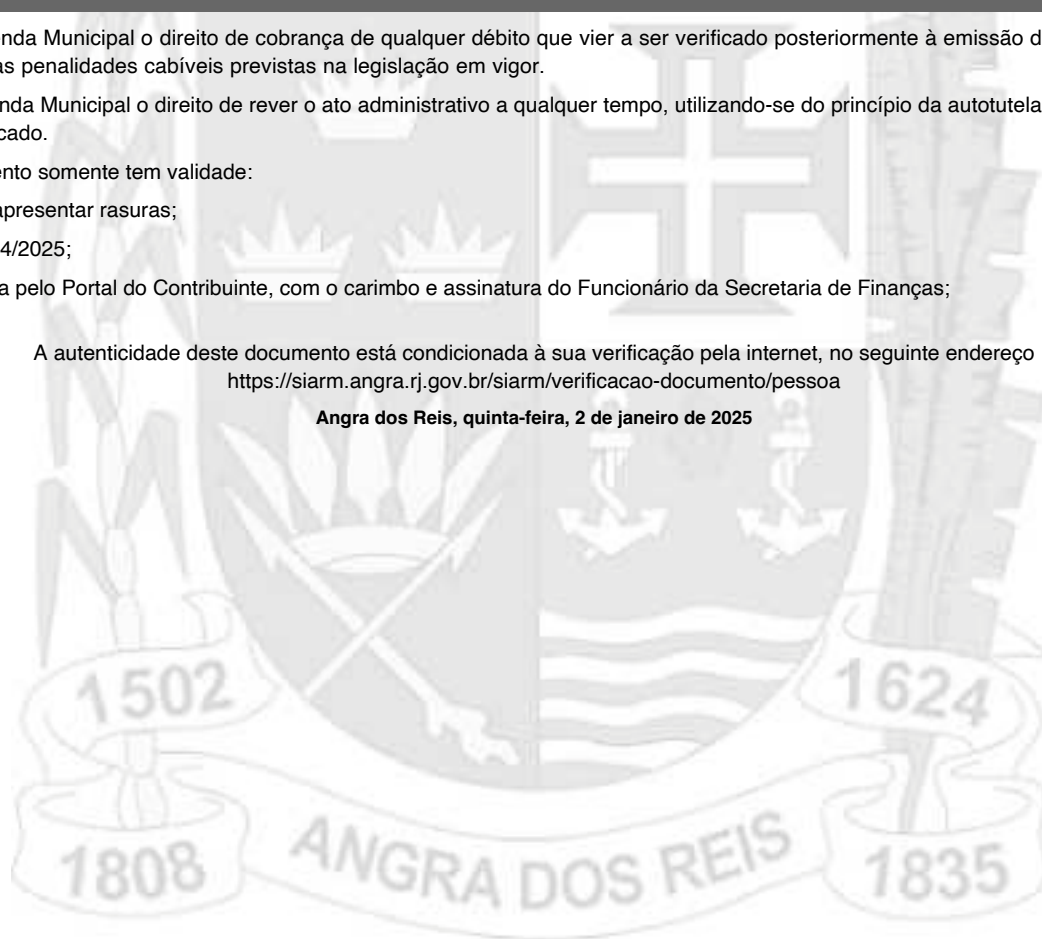 nda Municipal o direito de cobrança de qualquer débito que vier a ser verificado posteriormente à emissão d
as penalidades cabíveis previstas na legislação em vigor.
nda Municipal o direito de rever o ato administrativo a qualquer tempo, utilizando-se do princípio da autotutela
cado.
ento somente tem validade:
apresentar rasuras;
4/2025;
a pelo Portal do Contribuinte, com o carimbo e assinatura do Funcionário da Secretaria de Finanças;
A autenticidade deste documento está condicionada à sua verificação pela internet, no seguinte endereço
https://siarm.angra.rj.gov.br/siarm/verificacao-documento/pessoa
Angra dos Reis, quinta-feira, 2 de janeiro de 2025
1502
1624
1808
ANGRA DOS REIS
1835